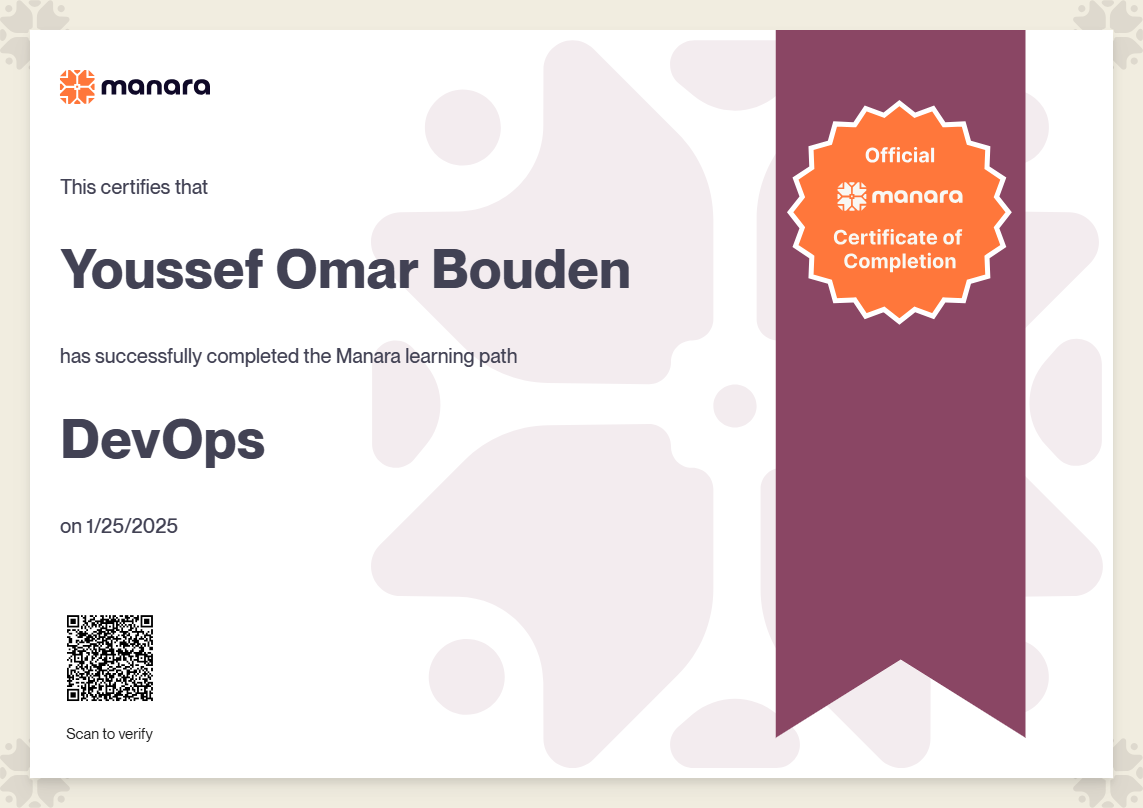 manara
This certifies that
Youssef Omar Bouden
has successfully completed the Manara learning path
DevOps
on 1/25/2025
Scan to verify
Official
manara
Certificate of
Completion